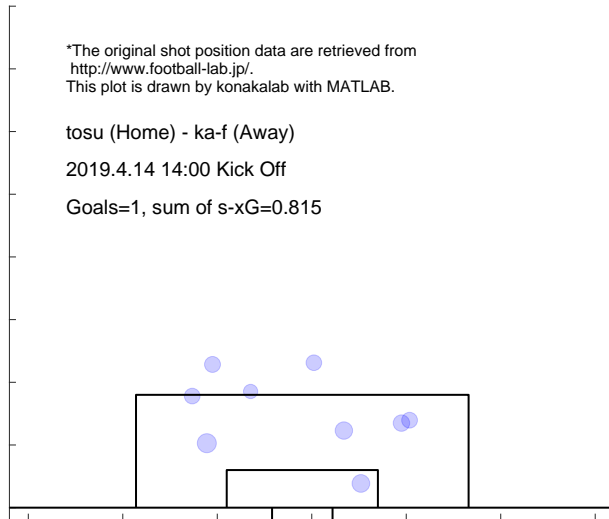 *The original shot position data are retrieved from
http://www.football-lab.jp/.
This plot is drawn by konakalab with MATLAB.
tosu (Home) - ka-f (Away)
2019.4.14 14:00 Kick Off
Goals=1, sum of s-xG=0.815